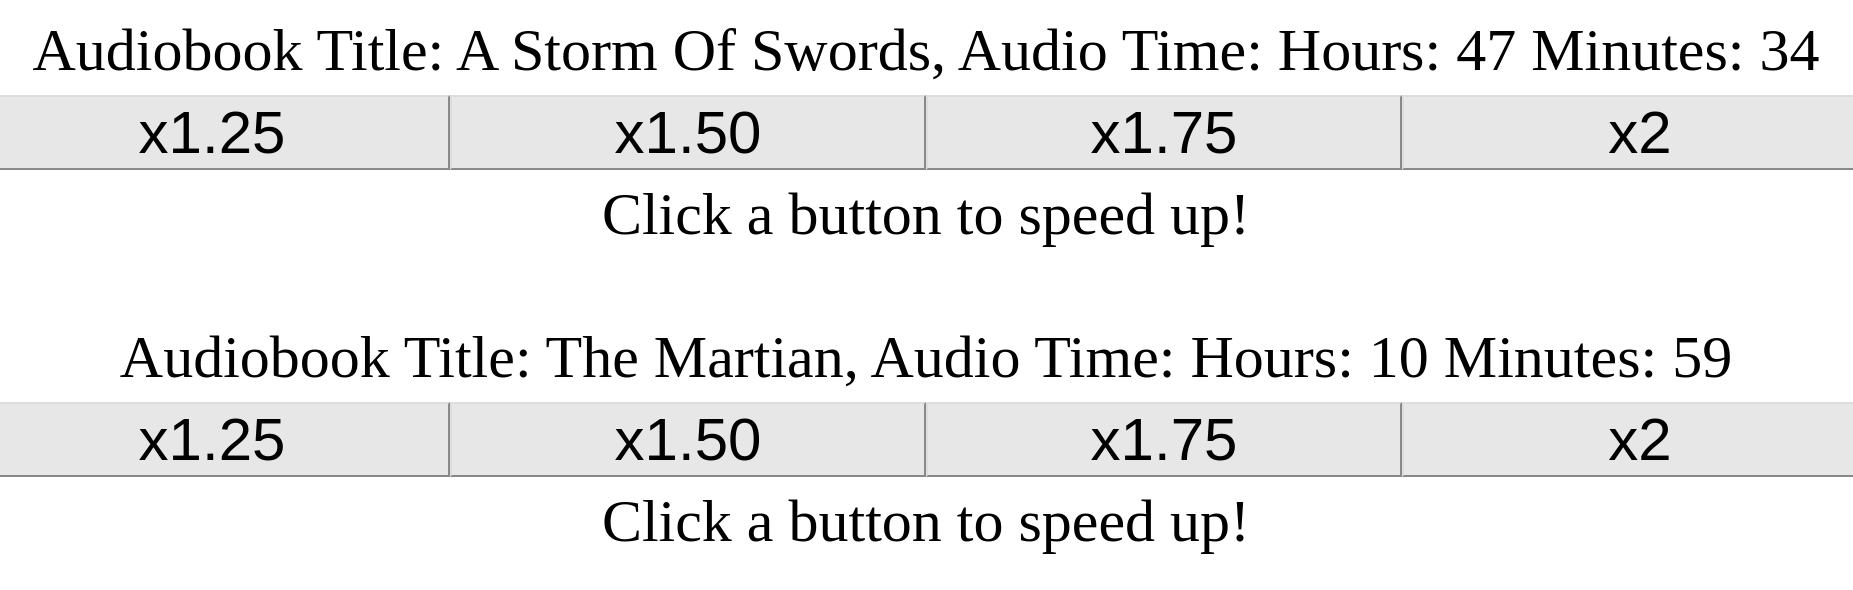 Audiobook Title: A Storm Of Swords, Audio Time: Hours: 47 Minutes: 34
x1.25 x1.50 x1.75 x2
Click a button to speed up!
Audiobook Title: The Martian, Audio Time: Hours: 10 Minutes: 59
x1.25 x1.50 x1.75 x2
Click a button to speed up!